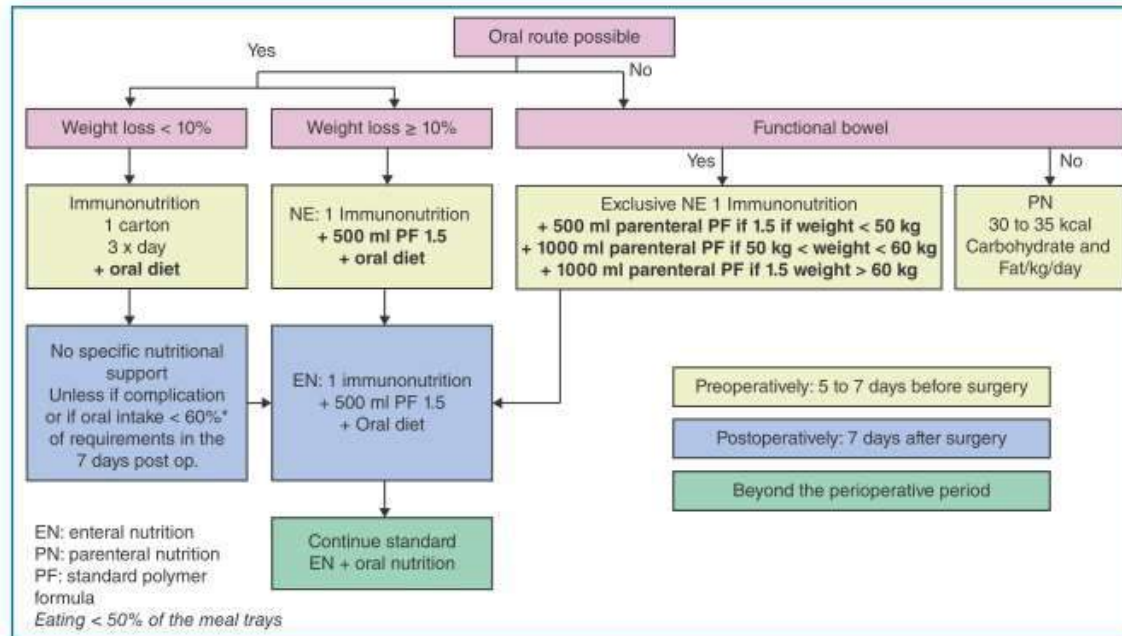 Oral route possible
Yes
No
Weight loss < 10%
Weight loss ≥ 10%
Functional bowel
Yes
No
Immunonutrition
1 carton
3 x day
+ oral diet
NE: 1 Immunonutrition
+ 500 ml PF 1.5
+ oral diet
Exclusive NE 1 Immunonutrition
+ 500 ml parenteral PF if 1.5 if weight < 50 kg
+ 1000 ml parenteral PF if 50 kg < weight < 60 kg
+ 1000 ml parenteral PF if 1.5 weight > 60 kg
PN
30 to 35 kcal
Carbohydrate and
Fat/kg/day
No specific nutritional
support
Unless if complication
or if oral intake < 60%*
of requirements in the
7 days post op.
EN: 1 immunonutrition
+ 500 ml PF 1.5
+ Oral diet
Preoperatively: 5 to 7 days before surgery
Postoperatively: 7 days after surgery
Beyond the perioperative period
Continue standard
EN + oral nutrition
EN: enteral nutrition
PN: parenteral nutrition
PF: standard polymer
formula
Eating < 50% of the meal trays